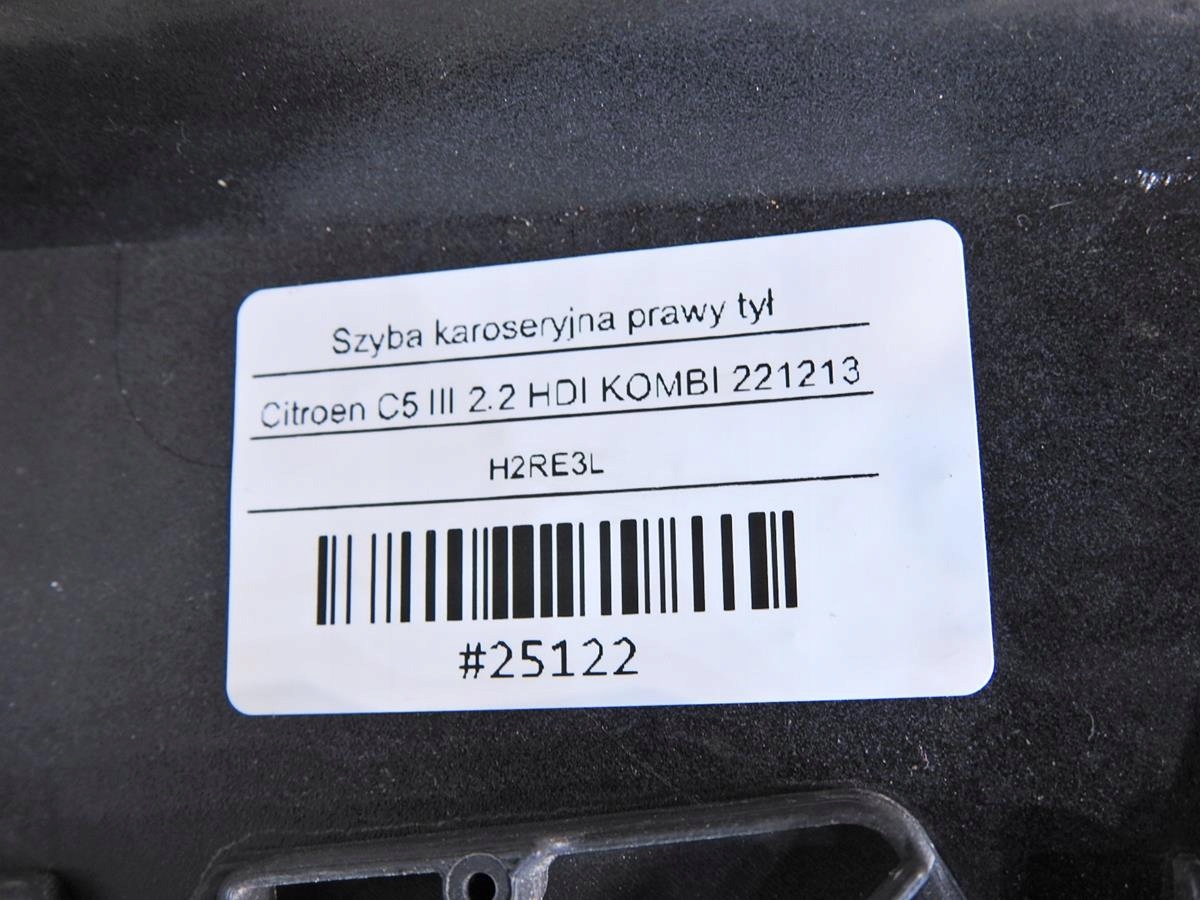 Szyba karoseryjna prawy tył
Citroen C5 III 2.2 HDI KOMBI 221213
H2RE3L
#25122